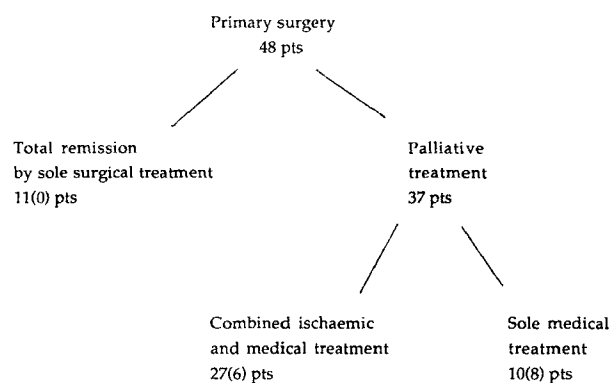 Primary surgery
48 pts
Total remission
by sole surgical treatment
11(0) pts
Palliative
treatment
37 pts
Combined ischaemic
and medical treatment
27(6) pts
Sole medical
treatment
10(8) pts